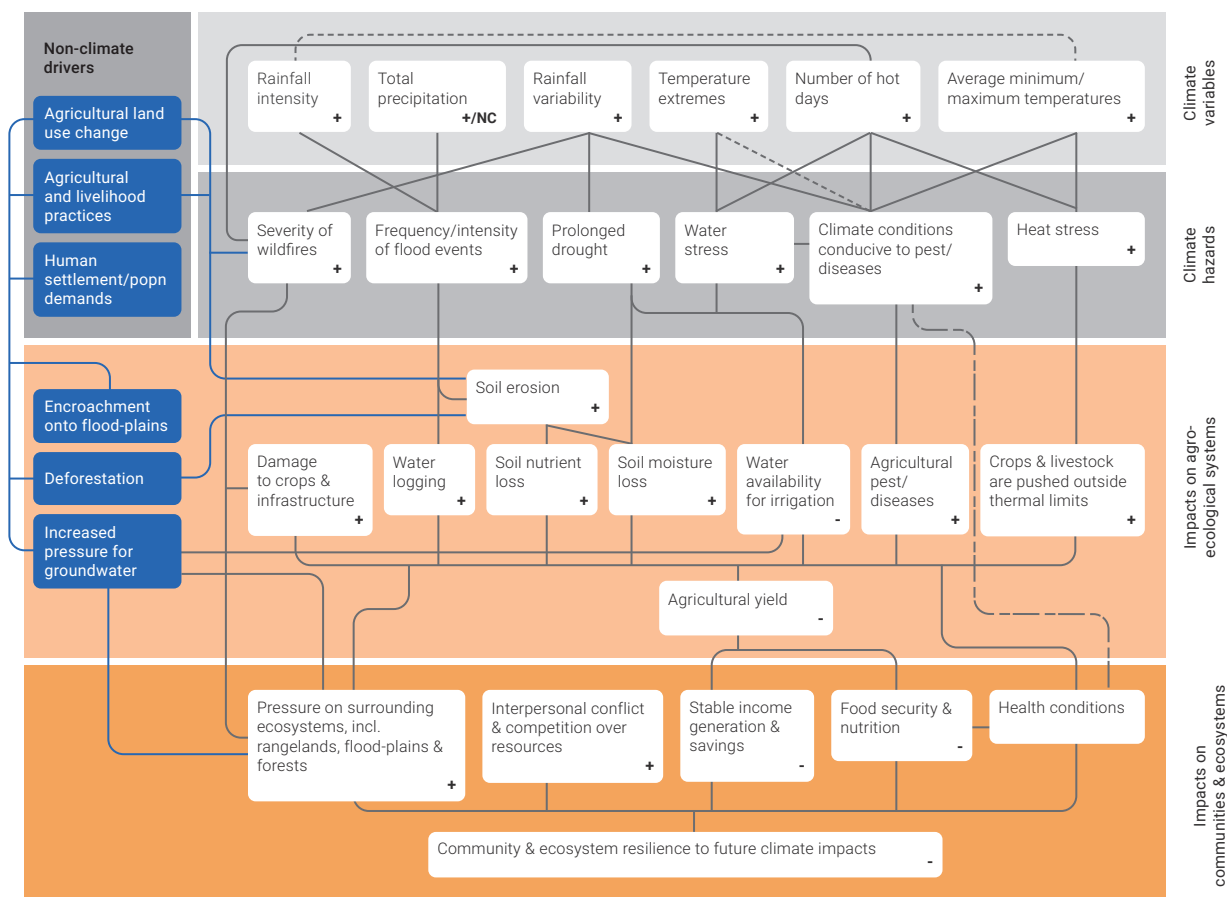 Non-climate
drivers
Agricultural land
use change
Agricultural
and livelihood
practices
Human
settlement/popn
demands
Rainfall
intensity
+
Total
precipitation
+/NC
Rainfall
variability
+
Temperature
extremes
+
Number of hot
days
+
Average minimum/
maximum temperatures
+
Climate
variables
Severity of
wildfires
+
Frequency/intensity
of flood events
+
Prolonged
drought
+
Water
stress
+
Climate conditions
conducive to pest/
diseases
+
Heat stress
+
Climate
hazards
Encroachment
onto flood-plains
Deforestation
Increased
pressure for
groundwater
Soil erosion
+
Damage
to crops &
infrastructure
+
Water
logging
+
Soil nutrient
loss
+
Soil moisture
loss
+
Water
availability
for irrigation
-
Agricultural
pest/
diseases
+
Crops & livestock
are pushed outside
thermal limits
+
Agricultural yield
-
Impacts on agro-
ecological systems
Pressure on surrounding
ecosystems, incl.
rangelands, flood-plains &
forests
+
Interpersonal conflict
& competition over
resources
+
Stable income
generation &
savings
-
Food security &
nutrition
-
Health conditions
Community & ecosystem resilience to future climate impacts
-
Impacts on
communities & ecosystems